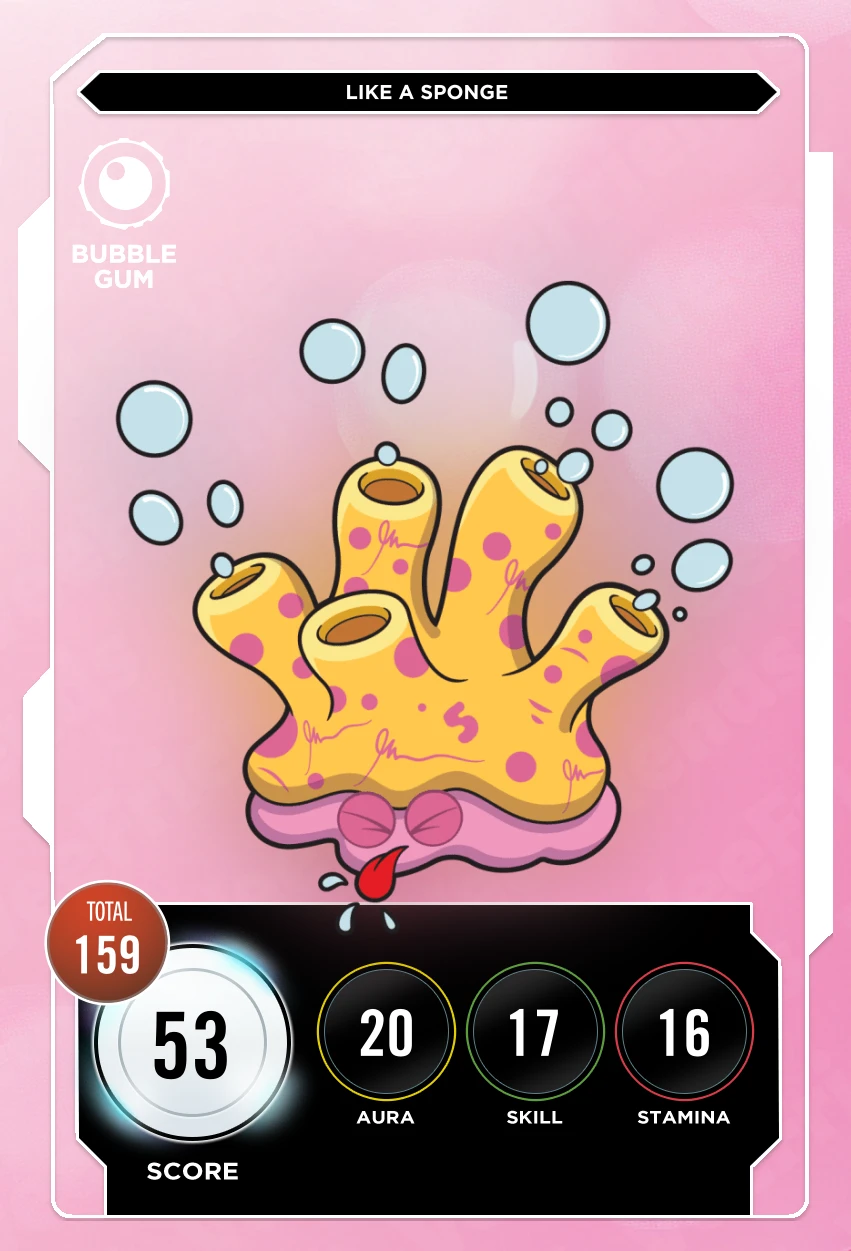 LIKE A SPONGE
BUBBLE
GUM
TOTAL
159
53
SCORE
20
AURA
17
SKILL
16
STAMINA